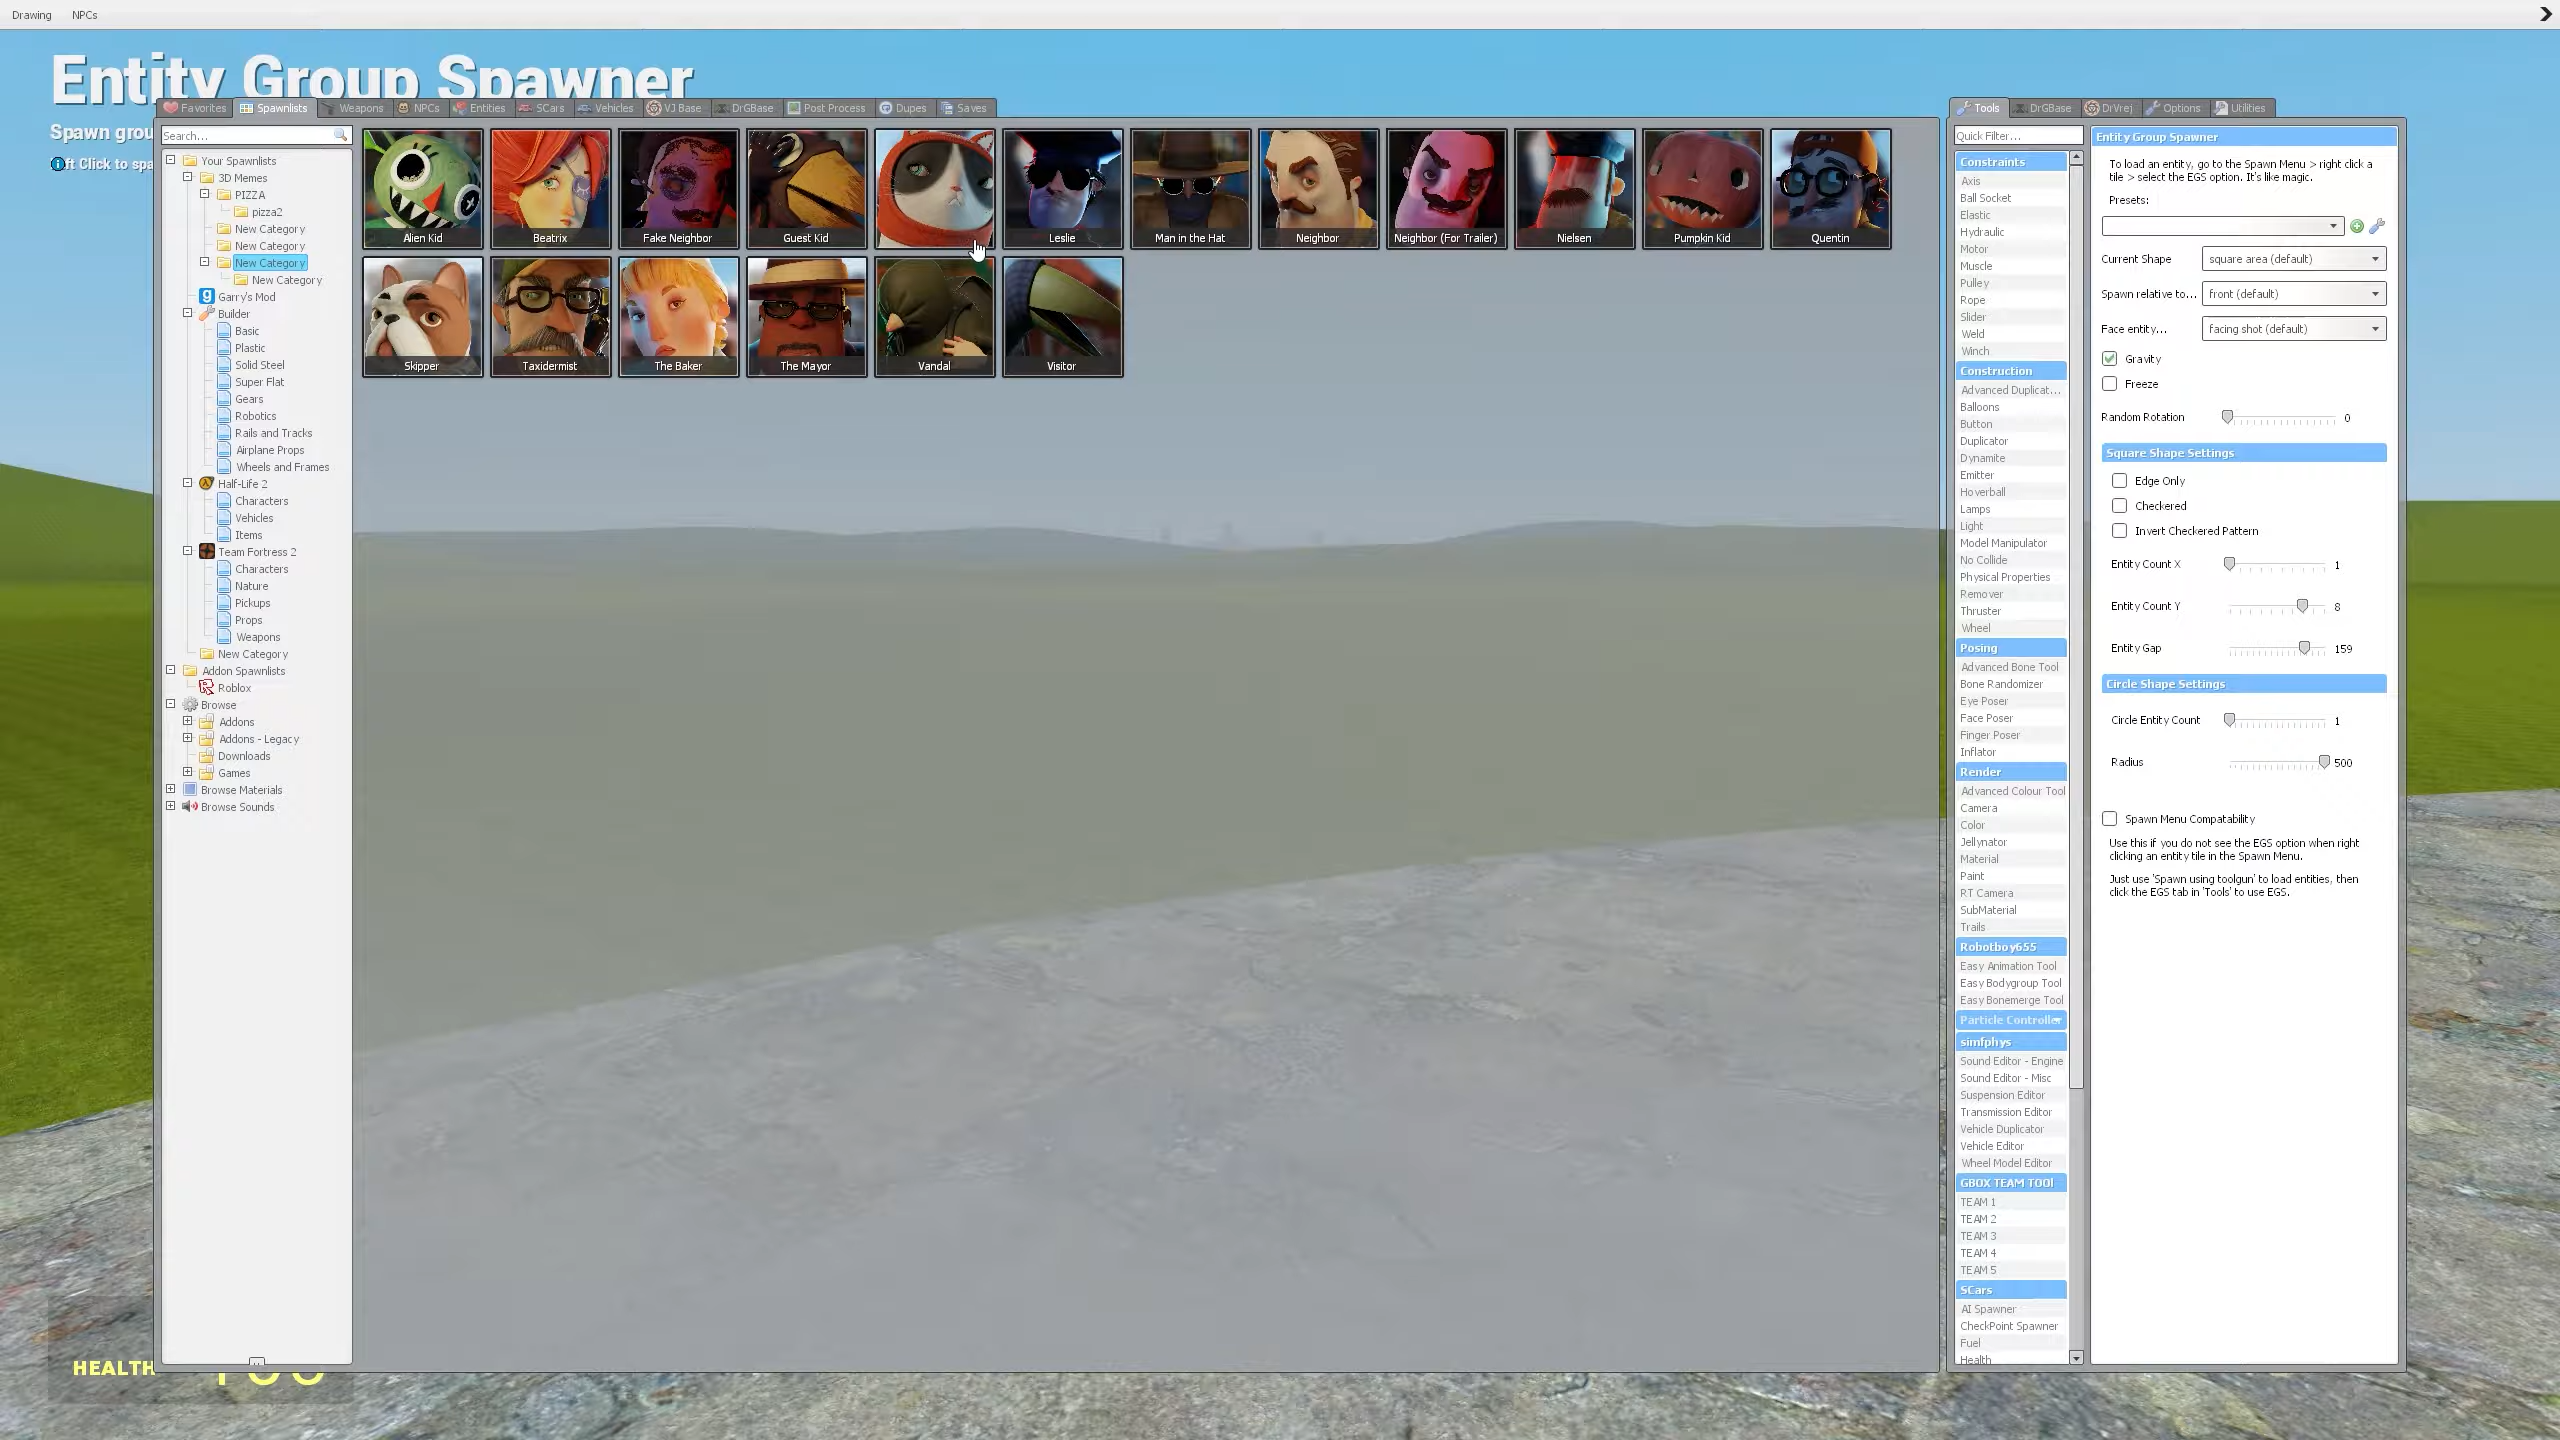 Drawing NPCs
Entity Group Spawner
Spawn grou
ft Click to spa
Favorites Spawnlists Weapons NPCs Entities SCars Vehicles VJ Base DrGBase Post Process Dupes Saves
Search...
Your Spawnlists
3D Memes
PIZZA
pizza2
New Category
New Category
New Category
New Category
Garry's Mod
Builder
Basic
Plastic
Solid Steel
Super Flat
Gears
Robotics
Rails and Tracks
Airplane Props
Wheels and Frames
Half-Life 2
Characters
Vehicles
Items
Team Fortress 2
Characters
Nature
Pickups
Props
Weapons
New Category
Addon Spawnlists
Roblox
Browse
Addons
Addons - Legacy
Downloads
Games
Browse Materials
Browse Sounds
Alien Kid Beatrix Fake Neighbor Guest Kid Leslie Man in the Hat Neighbor Neighbor (For Trailer) Nielsen Pumpkin Kid Quentin
Skipper Taxidermist The Baker The Mayor Vandal Visitor
HEALTH 100
Tools DrGBase DrVrej Options Utilities
Quick Filter...
Constraints
Axis
Ball Socket
Elastic
Hydraulic
Motor
Muscle
Pulley
Rope
Slider
Weld
Winch
Construction
Advanced Duplicat...
Balloons
Button
Duplicator
Dynamite
Emitter
Hoverball
Lamps
Light
Model Manipulator
No Collide
Physical Properties
Remover
Thruster
Wheel
Posing
Advanced Bone Tool
Bone Randomizer
Eye Poser
Face Poser
Finger Poser
Inflator
Render
Advanced Colour Tool
Camera
Color
Jellynator
Material
Paint
RT Camera
SubMaterial
Trails
Robotboy655
Easy Animation Tool
Easy Bodygroup Tool
Easy Bonemerge Tool
Particle Controller
simfphys
Sound Editor - Engine
Sound Editor - Misc
Suspension Editor
Transmission Editor
Vehicle Duplicator
Vehicle Editor
Wheel Model Editor
GBOX TEAM TOOl
TEAM 1
TEAM 2
TEAM 3
TEAM 4
TEAM 5
SCars
AI Spawner
CheckPoint Spawner
Fuel
Health
Entity Group Spawner
To load an entity, go to the Spawn Menu > right click a
tile > select the EGS option. It's like magic.
Presets:
Current Shape square area (default)
Spawn relative to... front (default)
Face entity... facing shot (default)
Gravity
Freeze
Random Rotation 0
Square Shape Settings
Edge Only
Checkered
Invert Checkered Pattern
Entity Count X 1
Entity Count Y 8
Entity Gap 159
Circle Shape Settings
Circle Entity Count 1
Radius 500
Spawn Menu Compatability
Use this if you do not see the EGS option when right
clicking an entity tile in the Spawn Menu.
Just use 'Spawn using toolgun' to load entities, then
click the EGS tab in 'Tools' to use EGS.